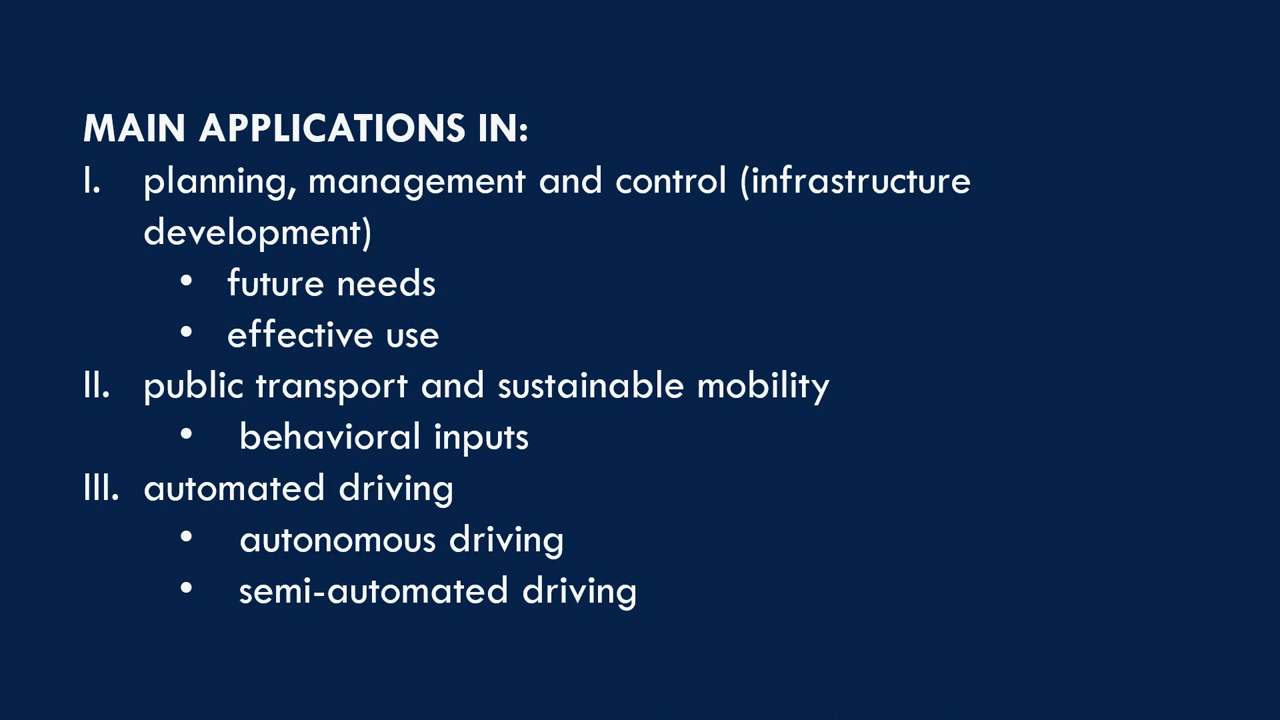 MAIN APPLICATIONS IN:
I. planning, management and control (infrastructure
development)
• future needs
• effective use
II. public transport and sustainable mobility
• behavioral inputs
III. automated driving
• autonomous driving
• semi-automated driving